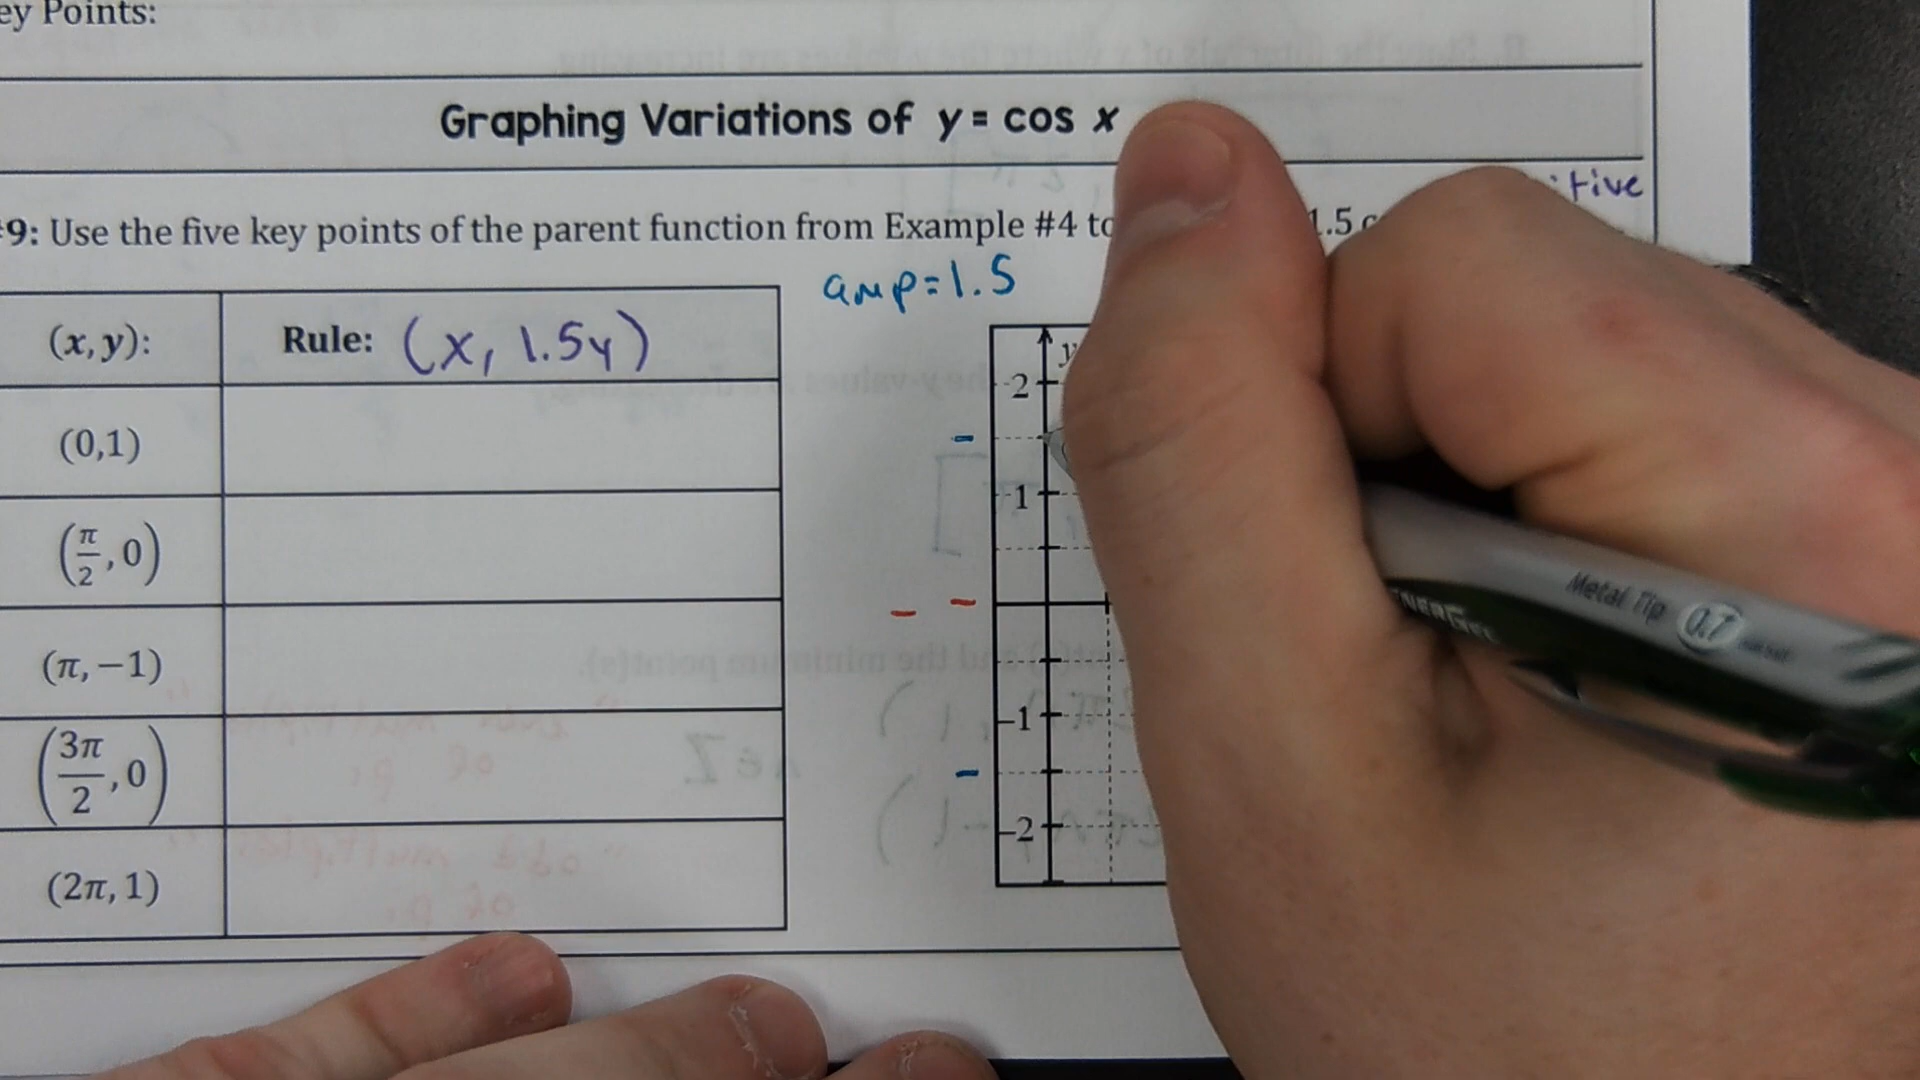 ey Points:
Graphing Variations of y = cos x
tive
9: Use the five key points of the parent function from Example #4 to 1.5
amp=1.5
(x, y): Rule: (x, 1.5y)
(0,1)
(π/2, 0)
(π, −1)
(3π/2, 0)
(2π, 1)
y
2
1
−1
−2
Metal Tip 0.7
ENERGEL